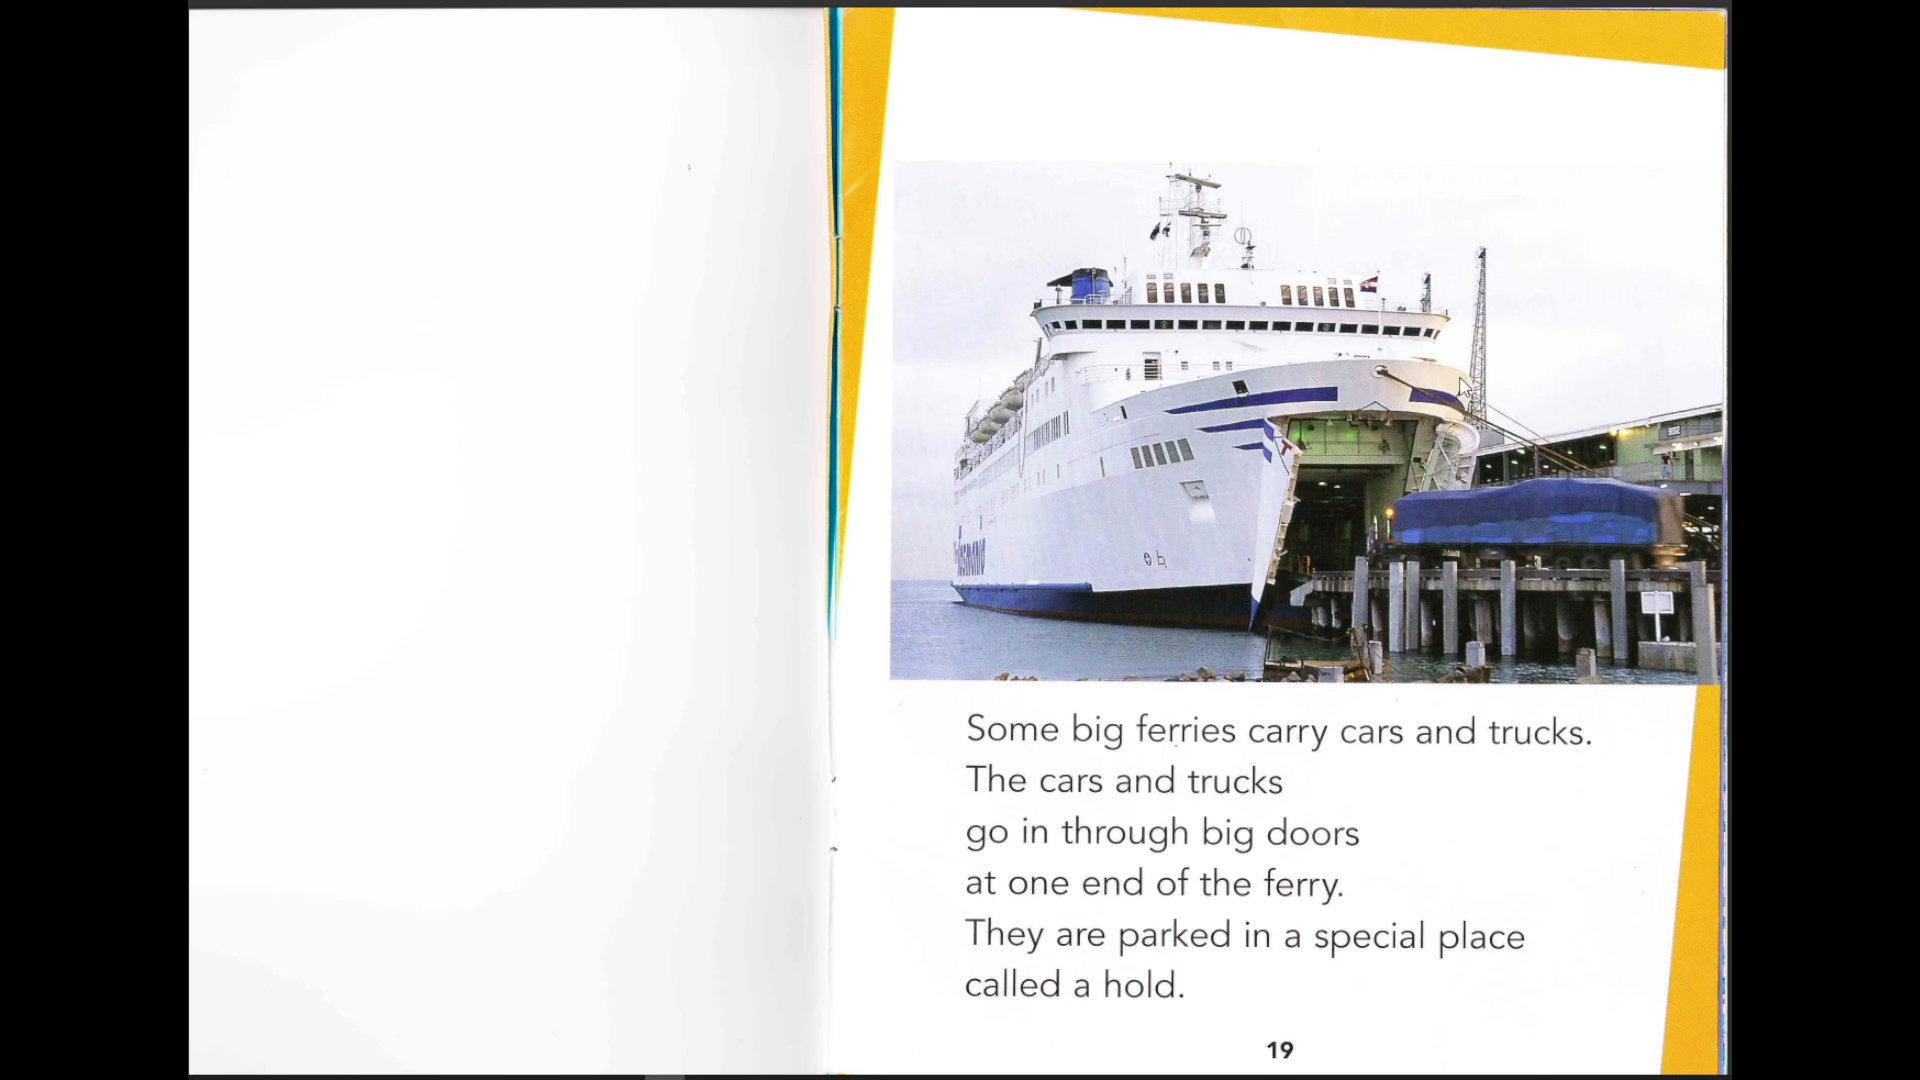 Some big ferries carry cars and trucks.
The cars and trucks
go in through big doors
at one end of the ferry.
They are parked in a special place
called a hold.
19